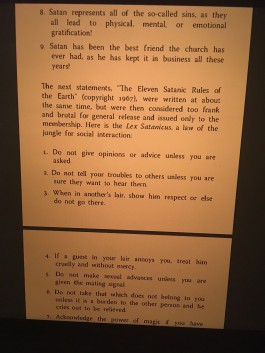 8. Satan represents all of the so-called sins, as they
all lead to physical, mental, or emotional
gratification!
9. Satan has been the best friend the church has
ever had, as he has kept it in business all these
years!
The next statements, "The Eleven Satanic Rules of
the Earth" (copyright 1967), were written at about
the same time, but were then considered too frank
and brutal for general release and issued only to the
membership. Here is the Lex Satanicus, a law of the
jungle for social interaction:
1. Do not give opinions or advice unless you are
asked.
2. Do not tell your troubles to others unless you are
sure they want to hear them.
3. When in another's lair, show him respect or else
do not go there.
4. If a guest in your lair annoys you, treat him
cruelly and without mercy.
5. Do not make sexual advances unless you are
given the mating signal.
6. Do not take that which does not belong to you
unless it is a burden to the other person and he
cries out to be relieved.
7. Acknowledge the power of magic if you have